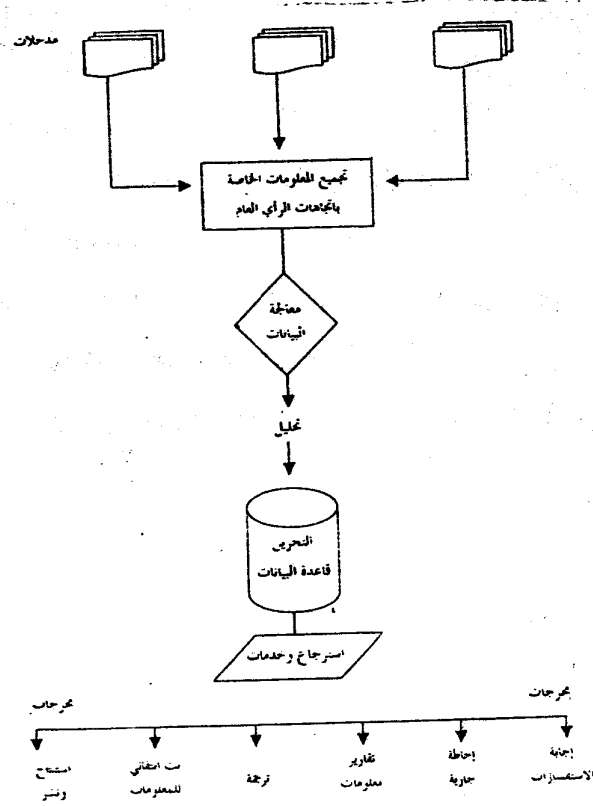 مدخلات
تجميع المعلومات الخاصة
باتجاهات الرأي العام
معالجة
البيانات
تحليل
التخزين
قاعدة البيانات
استرجاع وخدمات
مخرجات
مخرجات
إجابة
الاستفسارات
إحاطة
جارية
تقارير
معلومات
ترجمة
بث انتقائي
للمعلومات
استنتاج
ونشر